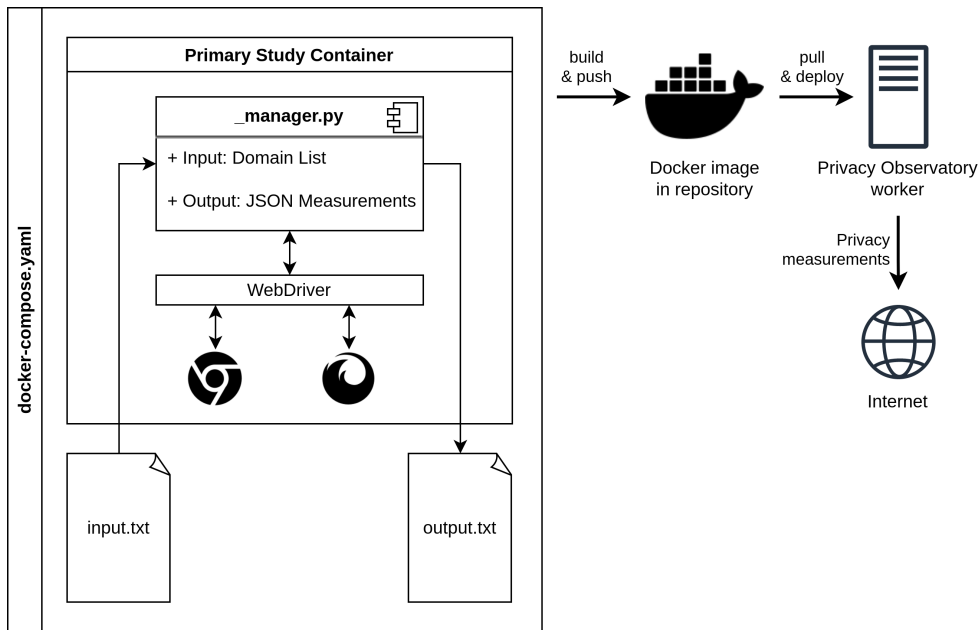 docker-compose.yaml
Primary Study Container
_manager.py
+ Input: Domain List
+ Output: JSON Measurements
WebDriver
input.txt
output.txt
build
& push
Docker image
in repository
pull
& deploy
Privacy Observatory
worker
Privacy
measurements
Internet